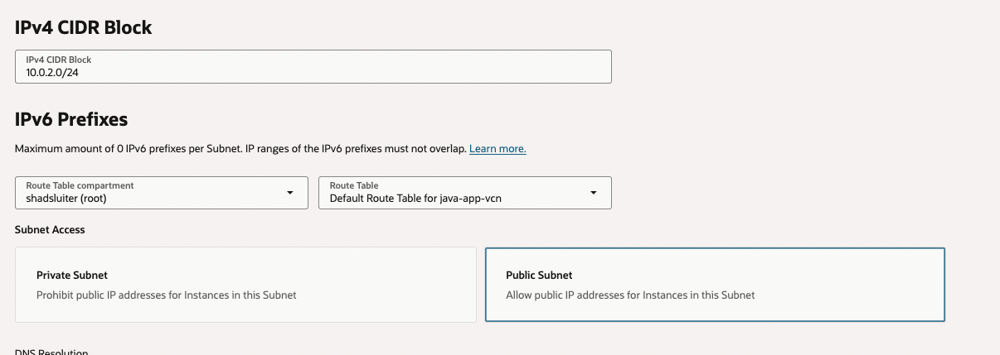 IPv4 CIDR Block
IPv4 CIDR Block
10.0.2.0/24
IPv6 Prefixes
Maximum amount of 0 IPv6 prefixes per Subnet. IP ranges of the IPv6 prefixes must not overlap. Learn more.
Route Table compartment
shadsluiter (root)
Route Table
Default Route Table for java-app-vcn
Subnet Access
Private Subnet
Prohibit public IP addresses for Instances in this Subnet
Public Subnet
Allow public IP addresses for Instances in this Subnet
DNS Resolution